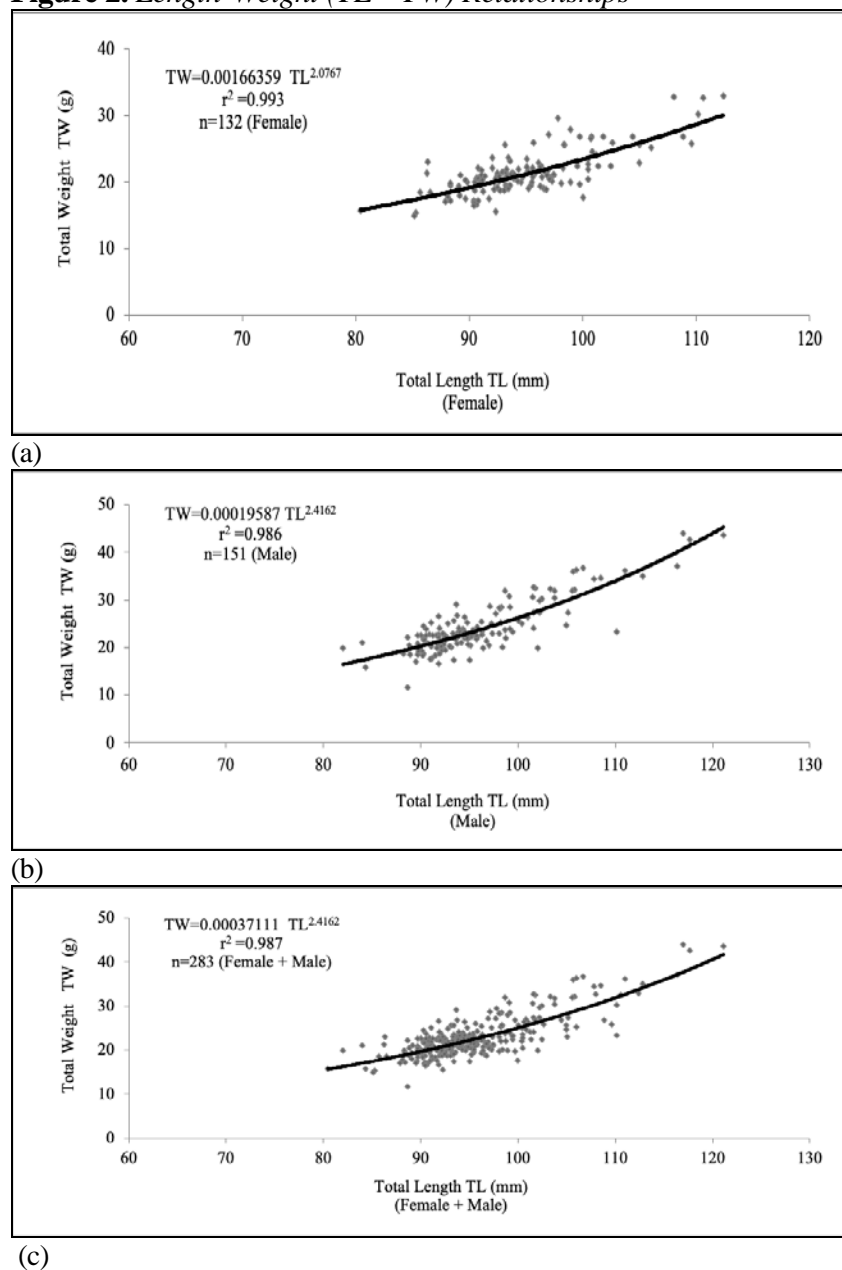 Figure 2. Length-Weight (TL – TW) Relationships
TW=0.00166359 TL^2.0767
r² =0.993
n=132 (Female)
Total Weight TW (g)
40
30
20
10
0
60 70 80 90 100 110 120
Total Length TL (mm)
(Female)
(a)
TW=0.00019587 TL^2.4162
r² =0.986
n=151 (Male)
Total Weight TW (g)
50
40
30
20
10
0
60 70 80 90 100 110 120 130
Total Length TL (mm)
(Male)
(b)
TW=0.00037111 TL^2.4162
r² =0.987
n=283 (Female + Male)
Total Weight TW (g)
50
40
30
20
10
0
60 70 80 90 100 110 120 130
Total Length TL (mm)
(Female + Male)
(c)